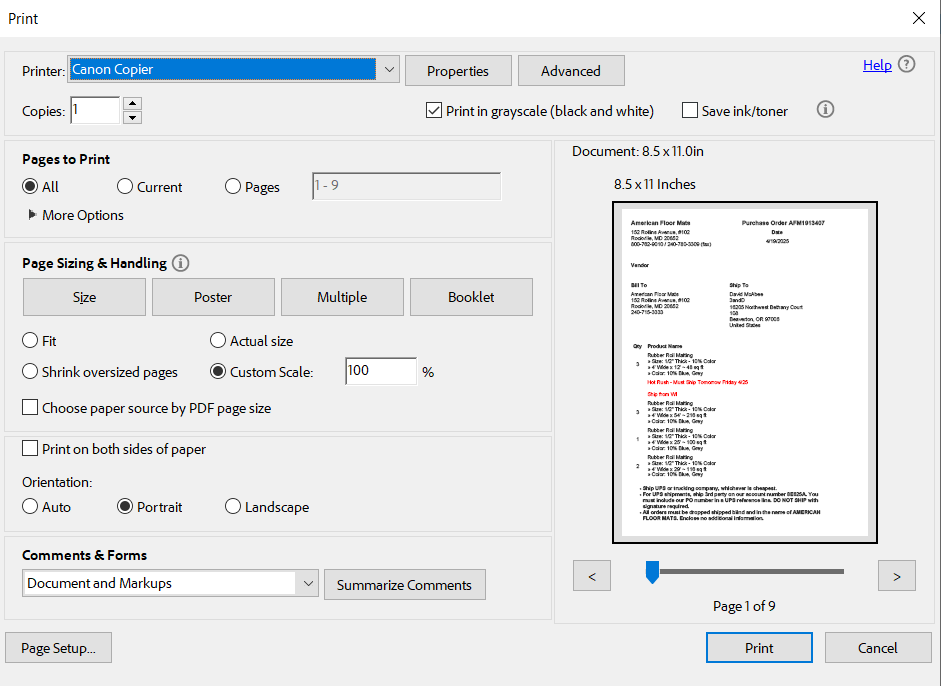 Print
Printer: Canon Copier Properties Advanced Help ?
Copies: 1 Print in grayscale (black and white) Save ink/toner i
Pages to Print
All Current Pages 1 - 9
More Options
Page Sizing & Handling i
Size Poster Multiple Booklet
Fit Actual size
Shrink oversized pages Custom Scale: 100 %
Choose paper source by PDF page size
Print on both sides of paper
Orientation:
Auto Portrait Landscape
Comments & Forms
Document and Markups Summarize Comments
Document: 8.5 x 11.0in
8.5 x 11 Inches
American Floor Mats Purchase Order AFM1913407
152 Rollins Avenue, #102 Date
Rockville, MD 20852
800-762-9010 / 240-780-3309 (fax) 4/19/2025
Vendor
Bill To Ship To
American Floor Mats David McAbee
152 Rollins Avenue, #102 3andD
Rockville, MD 20852 16205 Northwest Bethany Court
240-715-3333 108
Beaverton, OR 97006
United States
Qty Product Name
Rubber Roll Matting
» Size: 1/2" Thick - 10% Color
3 » 4' Wide x 12' ~ 48 sq ft
» Color: 10% Blue, Grey
Hot Rush - Must Ship Tomorrow Friday 4/25
Ship from WI
Rubber Roll Matting
» Size: 1/2" Thick - 10% Color
3 » 4' Wide x 54' ~ 216 sq ft
» Color: 10% Blue, Grey
Rubber Roll Matting
» Size: 1/2" Thick - 10% Color
1 » 4' Wide x 25' ~ 100 sq ft
» Color: 10% Blue, Grey
Rubber Roll Matting
» Size: 1/2" Thick - 10% Color
2 » 4' Wide x 29' ~ 116 sq ft
» Color: 10% Blue, Grey
• Ship UPS or trucking company, whichever is cheapest.
• For UPS shipments, ship 3rd party on our account number You
must include our PO number in a UPS reference line. DO NOT SHIP with
signature required.
• All orders must be dropped shipped blind and in the name of AMERICAN
FLOOR MATS. Enclose no additional information.
< >
Page 1 of 9
Page Setup... Print Cancel